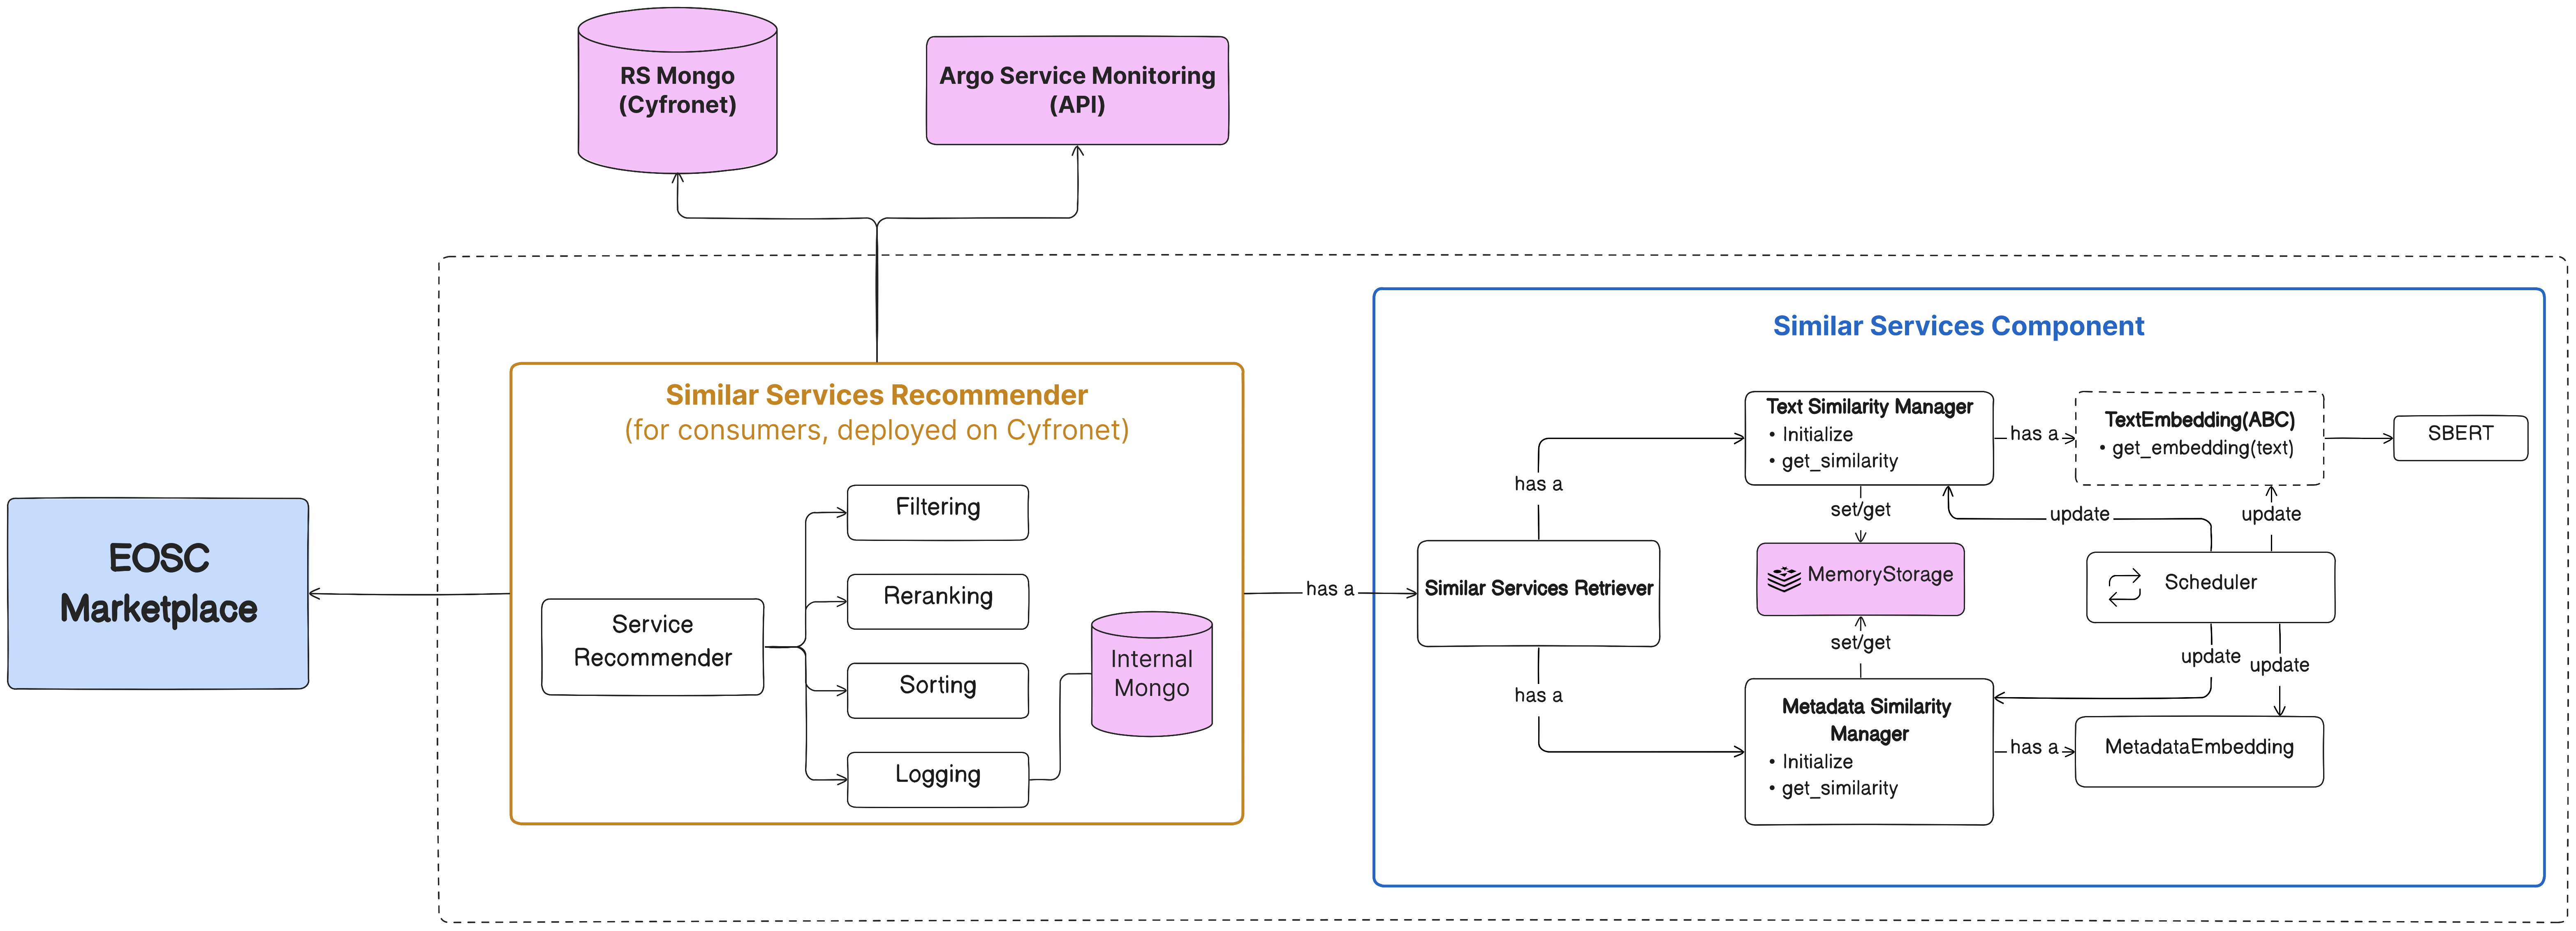 RS Mongo
(Cyfronet)
Argo Service Monitoring
(API)
Similar Services Component
Similar Services Recommender
(for consumers, deployed on Cyfronet)
EOSC
Marketplace
Service
Recommender
Filtering
Reranking
Sorting
Logging
Internal
Mongo
has a
Similar Services Retriever
has a
has a
Text Similarity Manager
• Initialize
• get_similarity
has a
TextEmbedding(ABC)
• get_embedding(text)
SBERT
set/get
update
update
MemoryStorage
Scheduler
set/get
update
update
Metadata Similarity
Manager
• Initialize
• get_similarity
has a
MetadataEmbedding